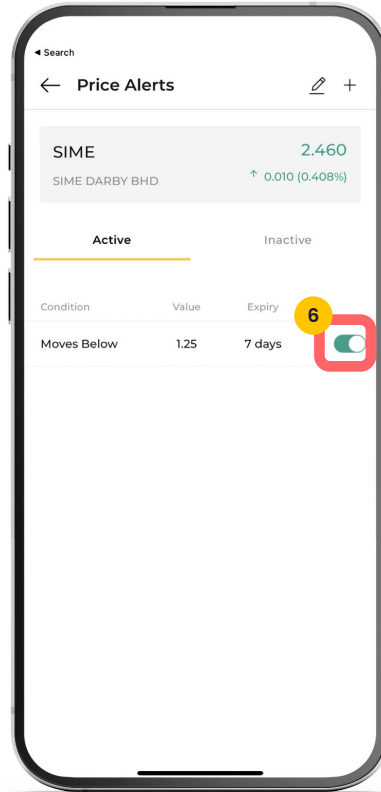 ◂ Search
← Price Alerts +
SIME 2.460
SIME DARBY BHD ↑ 0.010 (0.408%)
Active Inactive
Condition Value Expiry
6
Moves Below 1.25 7 days